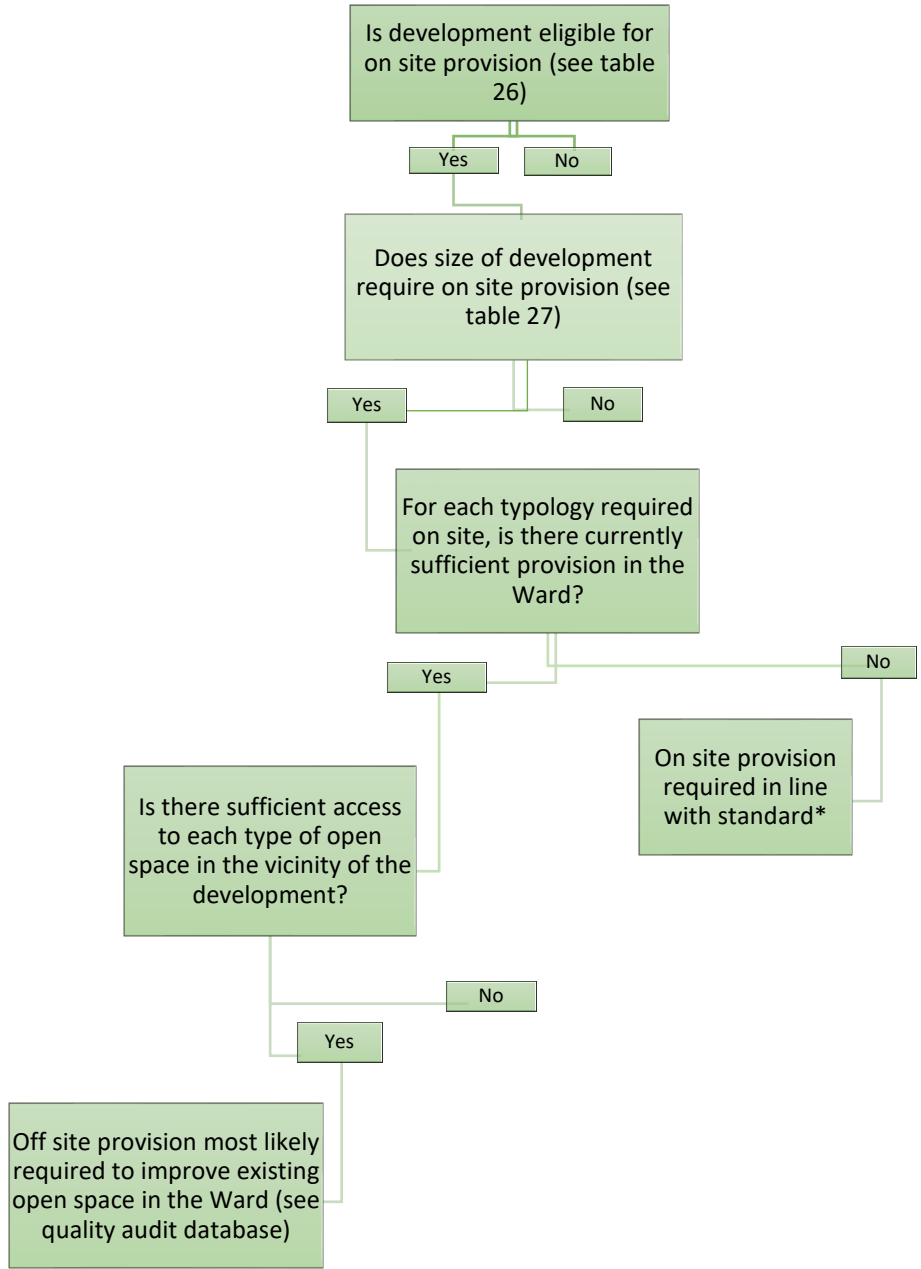 Is development eligible for
on site provision (see table
26)
Yes
No
Does size of development
require on site provision (see
table 27)
Yes
No
For each typology required
on site, is there currently
sufficient provision in the
Ward?
Yes
No
On site provision
required in line
with standard*
Is there sufficient access
to each type of open
space in the vicinity of the
development?
No
Yes
Off site provision most likely
required to improve existing
open space in the Ward (see
quality audit database)